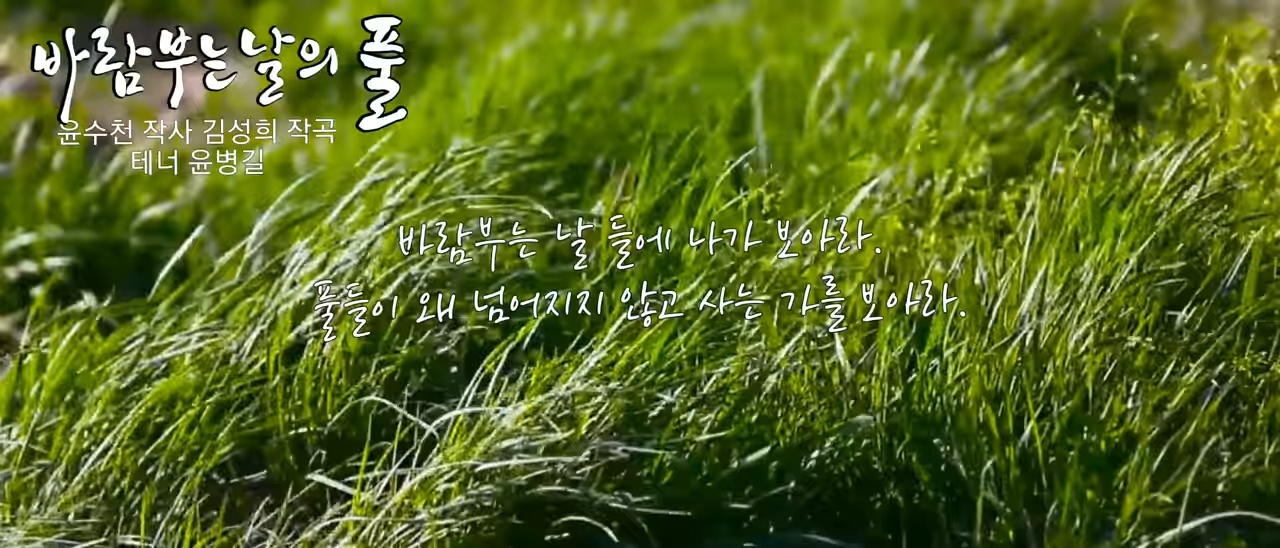 바람부는날의 풀
윤수천 작사 김성희 작곡
테너 윤병길
바람부는 날 들에 나가 보아라.
풀들이 왜 넘어지지 않고 사는 가를 보아라.